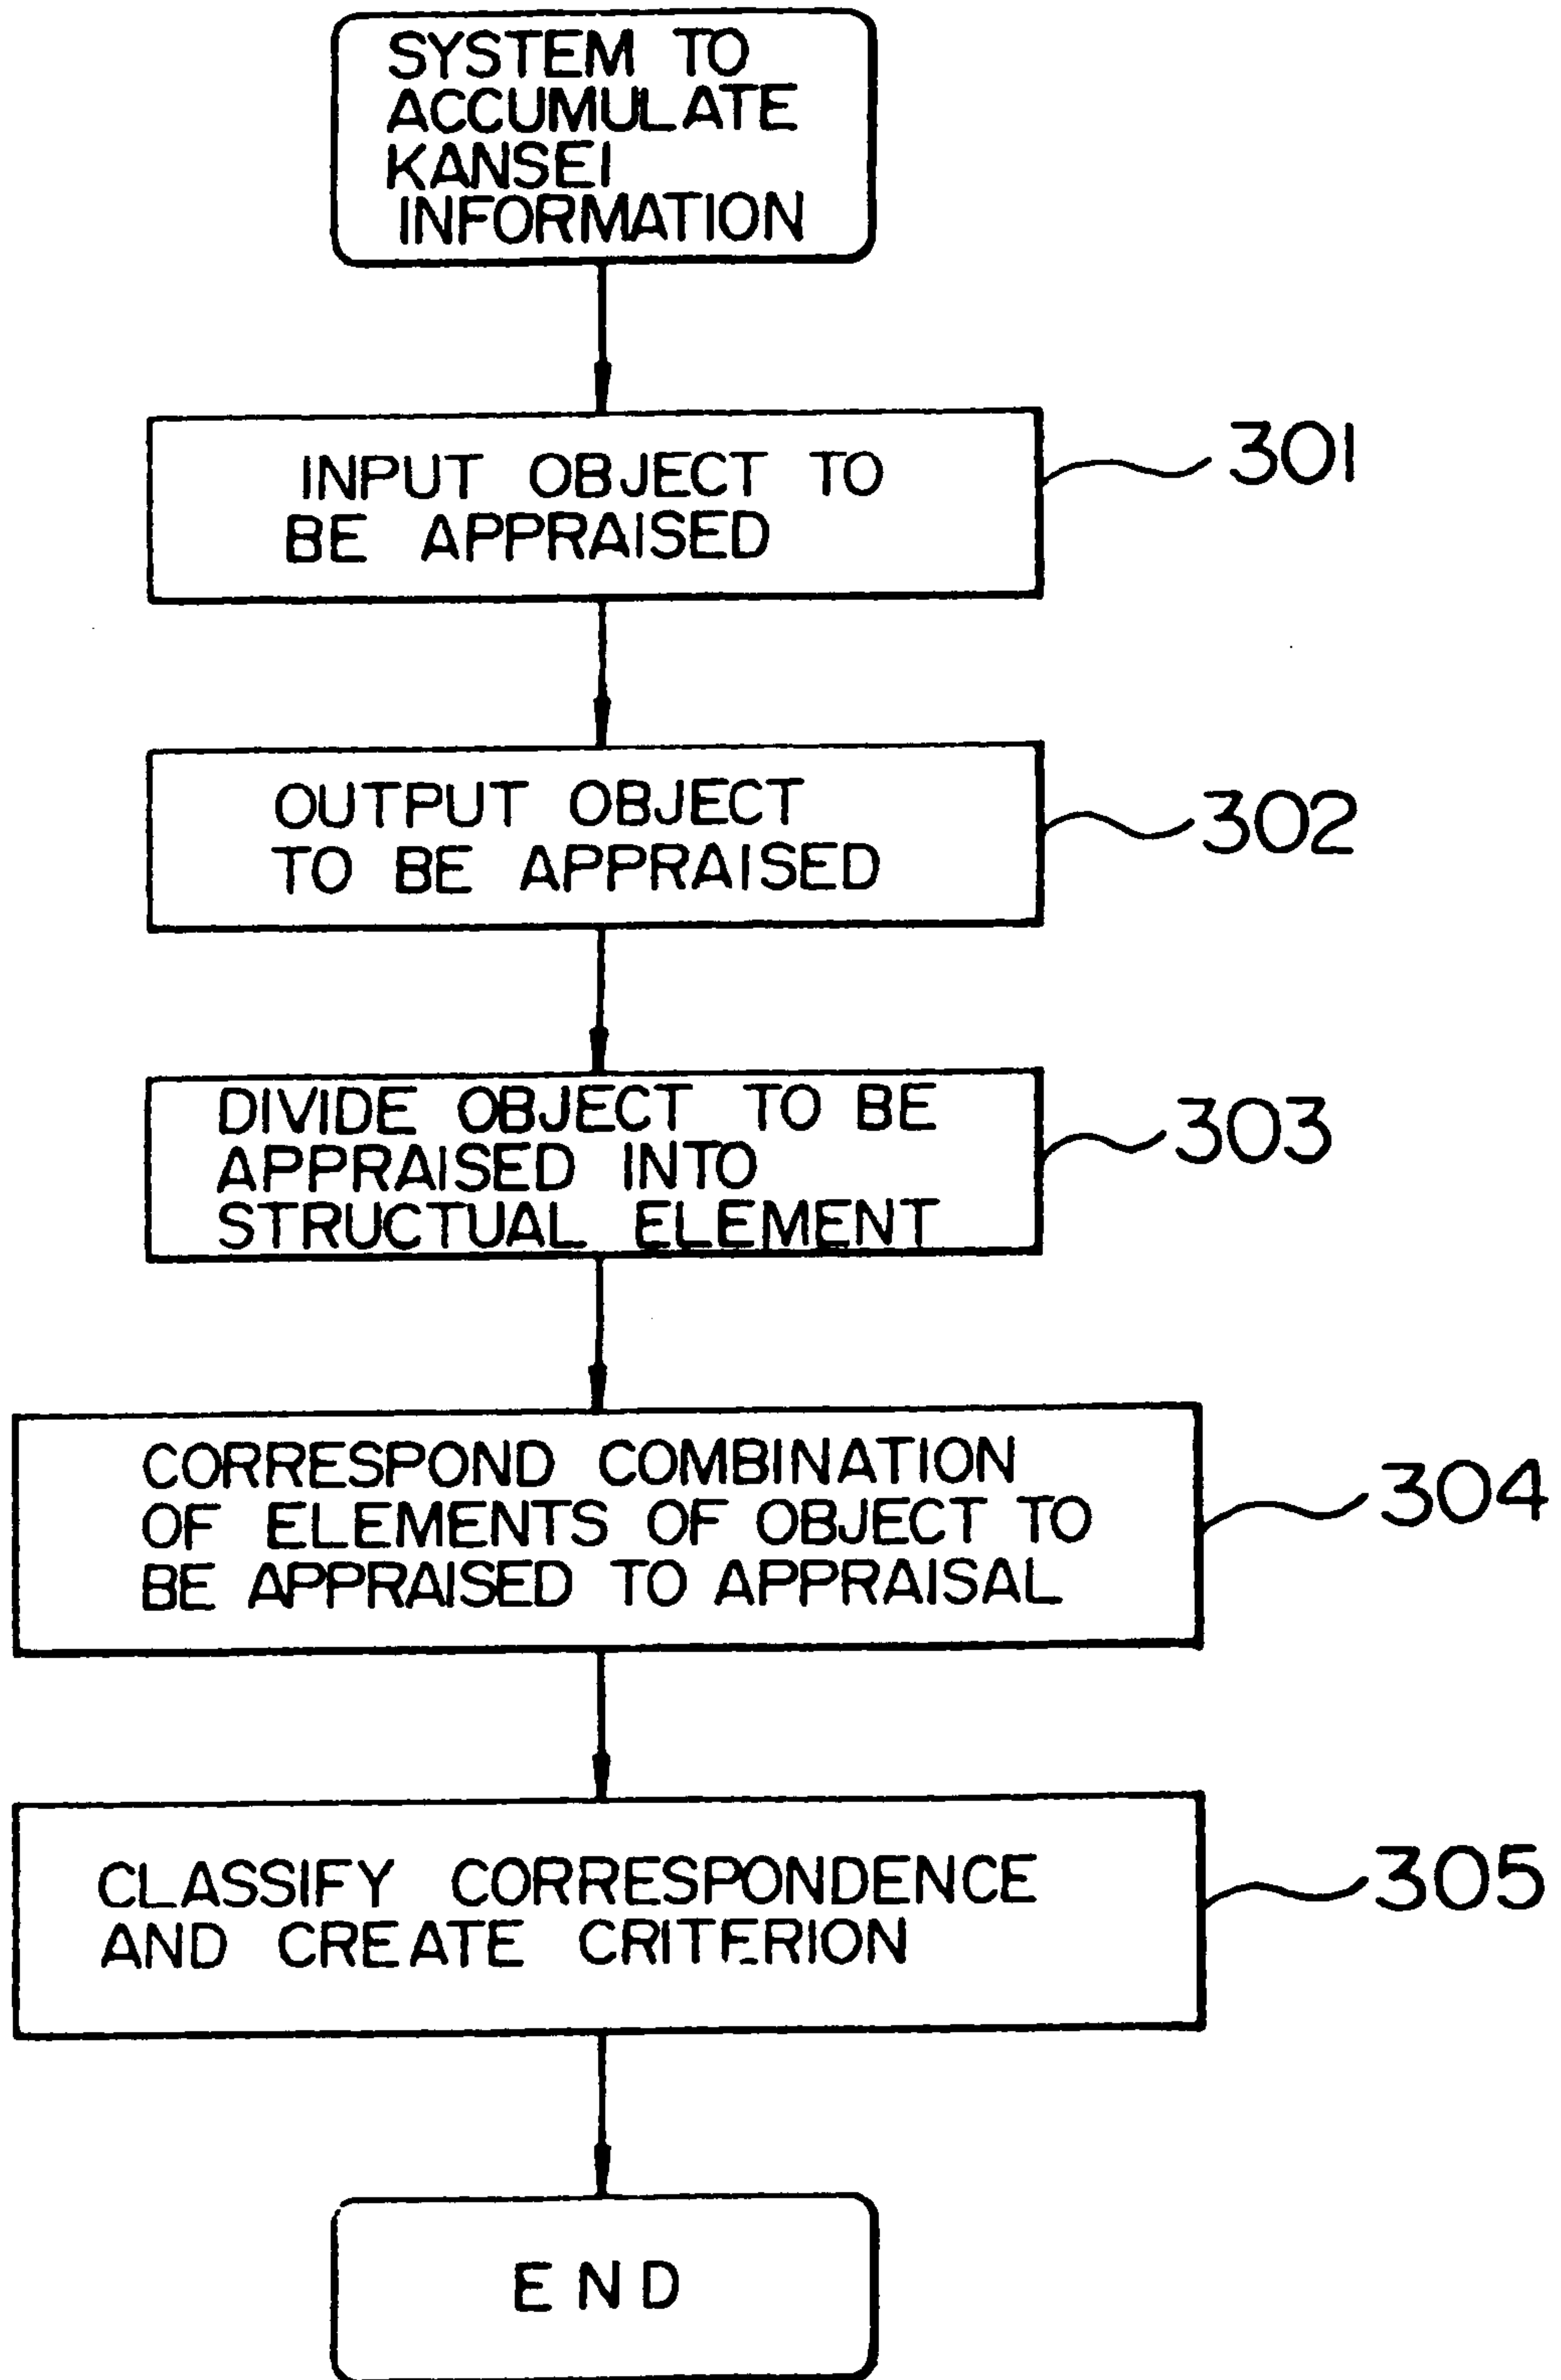 SYSTEM TO
ACCUMULATE
KANSEI
INFORMATION
INPUT OBJECT TO
BE APPRAISED
301
OUTPUT OBJECT
TO BE APPRAISED
302
DIVIDE OBJECT TO BE
APPRAISED INTO
STRUCTUAL ELEMENT
303
CORRESPOND COMBINATION
OF ELEMENTS OF OBJECT TO
BE APPRAISED TO APPRAISAL
304
CLASSIFY CORRESPONDENCE
AND CREATE CRITERION
305
END